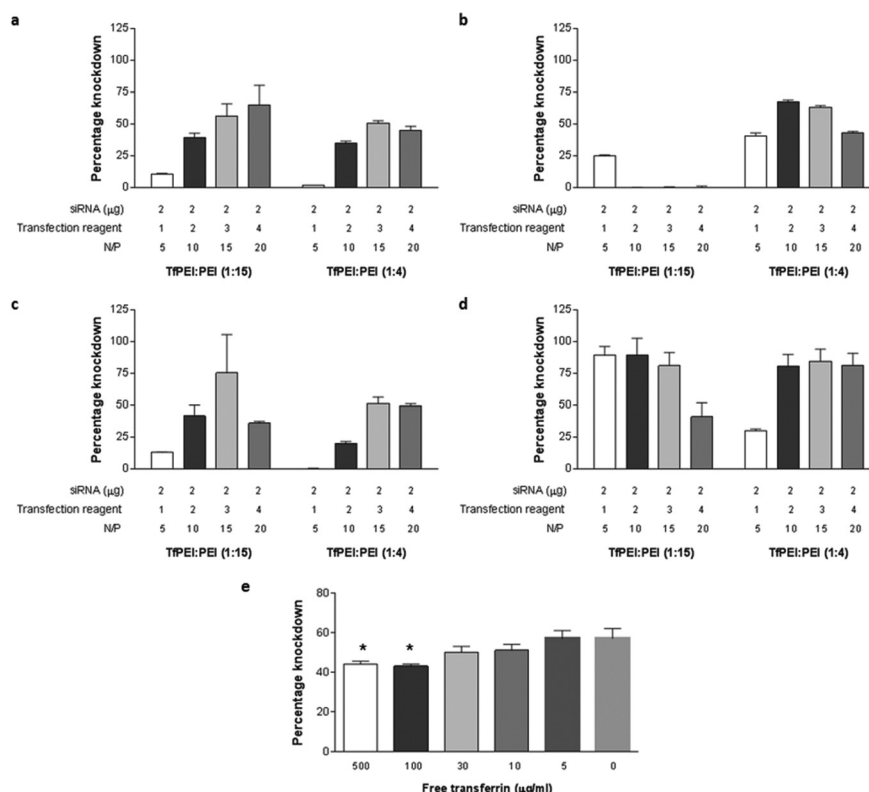 a
125
100
75
50
25
0
Percentage knockdown
siRNA (μg) 2 2 2 2 2 2 2 2
Transfection reagent 1 2 3 4 1 2 3 4
N/P 5 10 15 20 5 10 15 20
TfPEI:PEI (1:15) TfPEI:PEI (1:4)
b
125
100
75
50
25
0
Percentage knockdown
siRNA (μg) 2 2 2 2 2 2 2 2
Transfection reagent 1 2 3 4 1 2 3 4
N/P 5 10 15 20 5 10 15 20
TfPEI:PEI (1:15) TfPEI:PEI (1:4)
c
125
100
75
50
25
0
Percentage knockdown
siRNA (μg) 2 2 2 2 2 2 2 2
Transfection reagent 1 2 3 4 1 2 3 4
N/P 5 10 15 20 5 10 15 20
TfPEI:PEI (1:15) TfPEI:PEI (1:4)
d
125
100
75
50
25
0
Percentage knockdown
siRNA (μg) 2 2 2 2 2 2 2 2
Transfection reagent 1 2 3 4 1 2 3 4
N/P 5 10 15 20 5 10 15 20
TfPEI:PEI (1:15) TfPEI:PEI (1:4)
e
80
60
40
20
0
Percentage knockdown
* *
500 100 30 10 5 0
Free transferrin (μg/ml)